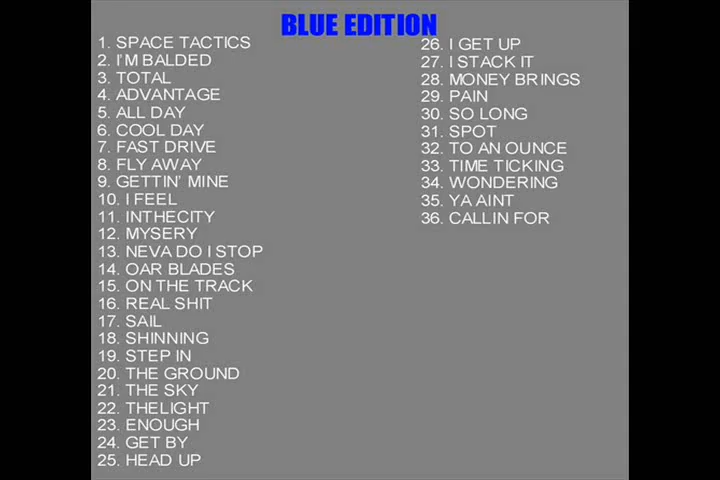 BLUE EDITION
1. SPACE TACTICS
2. I'M BALDED
3. TOTAL
4. ADVANTAGE
5. ALL DAY
6. COOL DAY
7. FAST DRIVE
8. FLY AWAY
9. GETTIN' MINE
10. I FEEL
11. INTHECITY
12. MYSERY
13. NEVA DO I STOP
14. OAR BLADES
15. ON THE TRACK
16. REAL SHIT
17. SAIL
18. SHINNING
19. STEP IN
20. THE GROUND
21. THE SKY
22. THELIGHT
23. ENOUGH
24. GET BY
25. HEAD UP
26. I GET UP
27. I STACK IT
28. MONEY BRINGS
29. PAIN
30. SO LONG
31. SPOT
32. TO AN OUNCE
33. TIME TICKING
34. WONDERING
35. YA AINT
36. CALLIN FOR